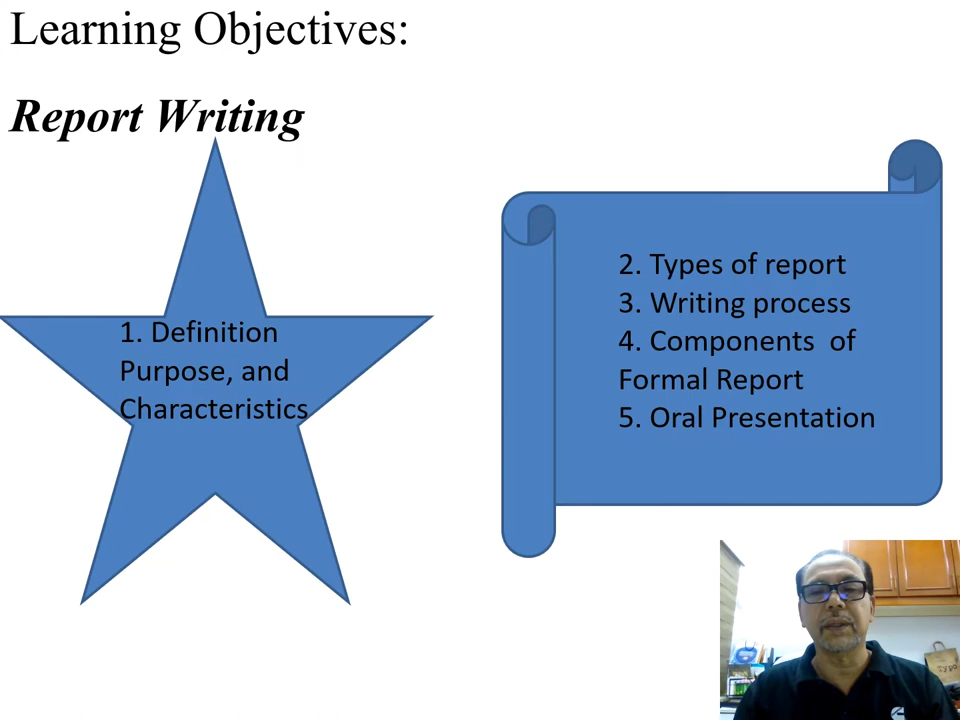 Learning Objectives:
Report Writing
1. Definition
Purpose, and
Characteristics
2. Types of report
3. Writing process
4. Components of
Formal Report
5. Oral Presentation